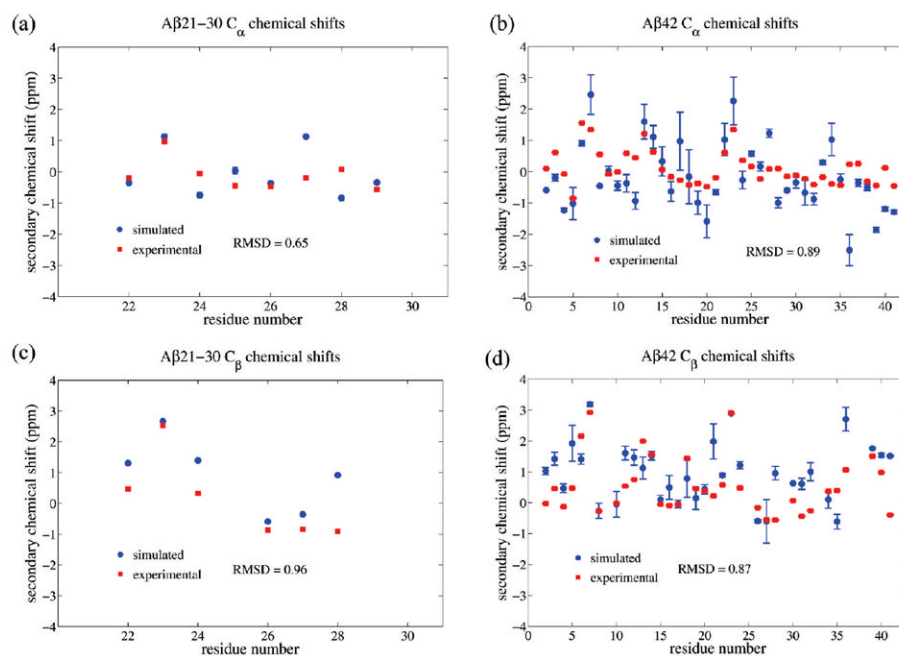 (a)
Aβ21−30 Cα chemical shifts
secondary chemical shift (ppm)
4
3
2
1
0
−1
−2
−3
−4
simulated
experimental
RMSD = 0.65
22 24 26 28 30
residue number
(b)
Aβ42 Cα chemical shifts
secondary chemical shift (ppm)
4
3
2
1
0
−1
−2
−3
−4
simulated
experimental
RMSD = 0.89
0 5 10 15 20 25 30 35 40
residue number
(c)
Aβ21−30 Cβ chemical shifts
secondary chemical shift (ppm)
4
3
2
1
0
−1
−2
−3
−4
simulated
experimental
RMSD = 0.96
22 24 26 28 30
residue number
(d)
Aβ42 Cβ chemical shifts
secondary chemical shift (ppm)
4
3
2
1
0
−1
−2
−3
−4
simulated
experimental
RMSD = 0.87
0 5 10 15 20 25 30 35 40
residue number